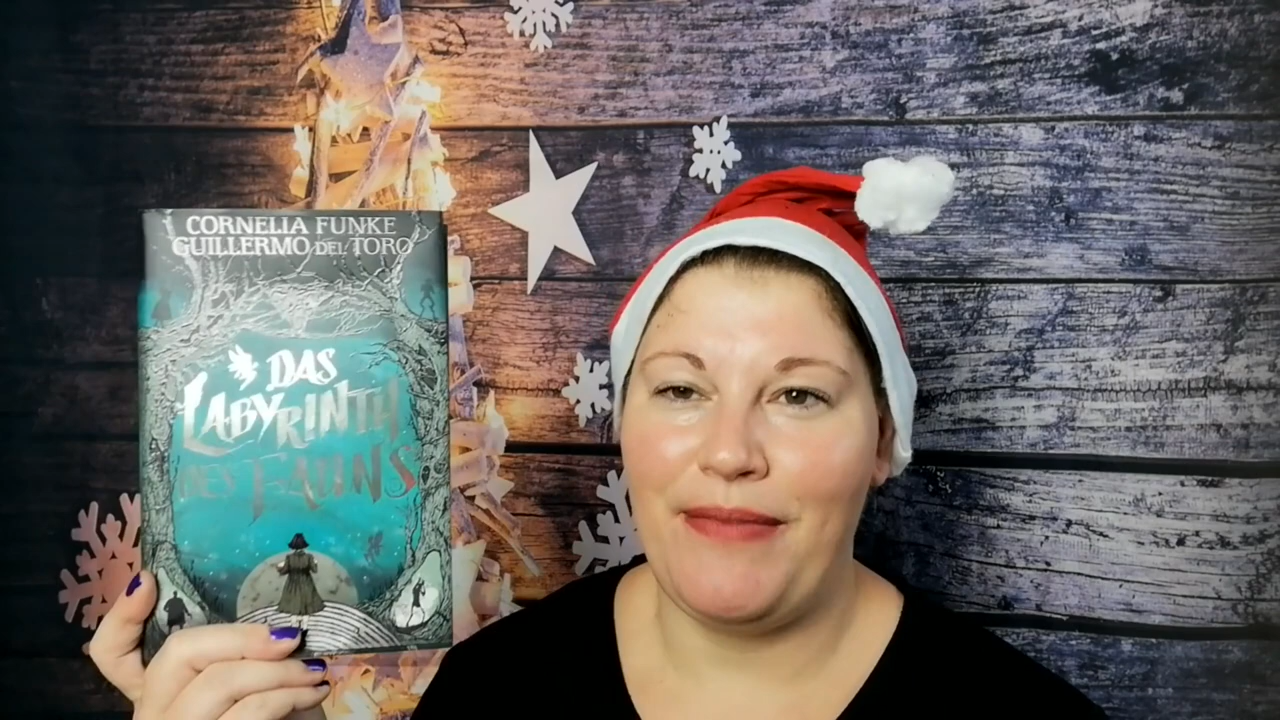 CORNELIA FUNKE
GUILLERMO DEL TORO
DAS
LABYRINTH
DES FAUNS